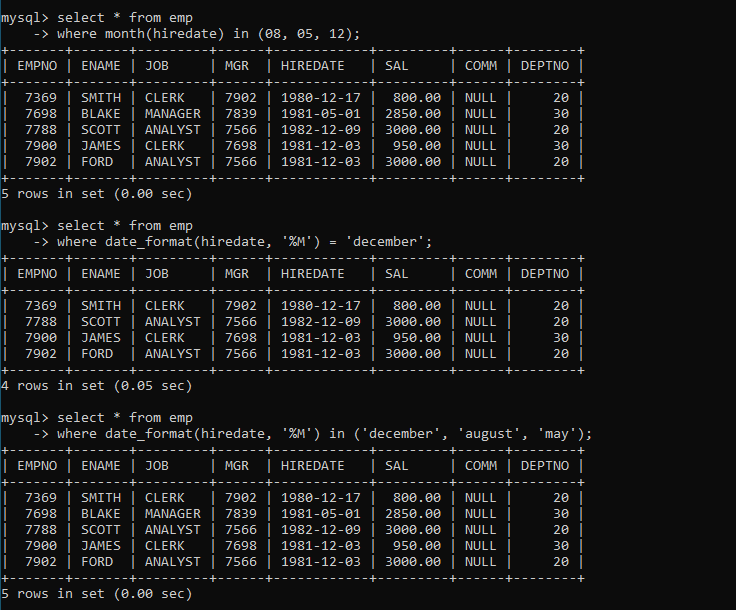 mysql> select * from emp
    -> where month(hiredate) in (08, 05, 12);
+-------+-------+---------+------+------------+---------+------+--------+
| EMPNO | ENAME | JOB     | MGR  | HIREDATE   | SAL     | COMM | DEPTNO |
+-------+-------+---------+------+------------+---------+------+--------+
|  7369 | SMITH | CLERK   | 7902 | 1980-12-17 |  800.00 | NULL |     20 |
|  7698 | BLAKE | MANAGER | 7839 | 1981-05-01 | 2850.00 | NULL |     30 |
|  7788 | SCOTT | ANALYST | 7566 | 1982-12-09 | 3000.00 | NULL |     20 |
|  7900 | JAMES | CLERK   | 7698 | 1981-12-03 |  950.00 | NULL |     30 |
|  7902 | FORD  | ANALYST | 7566 | 1981-12-03 | 3000.00 | NULL |     20 |
+-------+-------+---------+------+------------+---------+------+--------+
5 rows in set (0.00 sec)

mysql> select * from emp
    -> where date_format(hiredate, '%M') = 'december';
+-------+-------+---------+------+------------+---------+------+--------+
| EMPNO | ENAME | JOB     | MGR  | HIREDATE   | SAL     | COMM | DEPTNO |
+-------+-------+---------+------+------------+---------+------+--------+
|  7369 | SMITH | CLERK   | 7902 | 1980-12-17 |  800.00 | NULL |     20 |
|  7788 | SCOTT | ANALYST | 7566 | 1982-12-09 | 3000.00 | NULL |     20 |
|  7900 | JAMES | CLERK   | 7698 | 1981-12-03 |  950.00 | NULL |     30 |
|  7902 | FORD  | ANALYST | 7566 | 1981-12-03 | 3000.00 | NULL |     20 |
+-------+-------+---------+------+------------+---------+------+--------+
4 rows in set (0.05 sec)

mysql> select * from emp
    -> where date_format(hiredate, '%M') in ('december', 'august', 'may');
+-------+-------+---------+------+------------+---------+------+--------+
| EMPNO | ENAME | JOB     | MGR  | HIREDATE   | SAL     | COMM | DEPTNO |
+-------+-------+---------+------+------------+---------+------+--------+
|  7369 | SMITH | CLERK   | 7902 | 1980-12-17 |  800.00 | NULL |     20 |
|  7698 | BLAKE | MANAGER | 7839 | 1981-05-01 | 2850.00 | NULL |     30 |
|  7788 | SCOTT | ANALYST | 7566 | 1982-12-09 | 3000.00 | NULL |     20 |
|  7900 | JAMES | CLERK   | 7698 | 1981-12-03 |  950.00 | NULL |     30 |
|  7902 | FORD  | ANALYST | 7566 | 1981-12-03 | 3000.00 | NULL |     20 |
+-------+-------+---------+------+------------+---------+------+--------+
5 rows in set (0.00 sec)